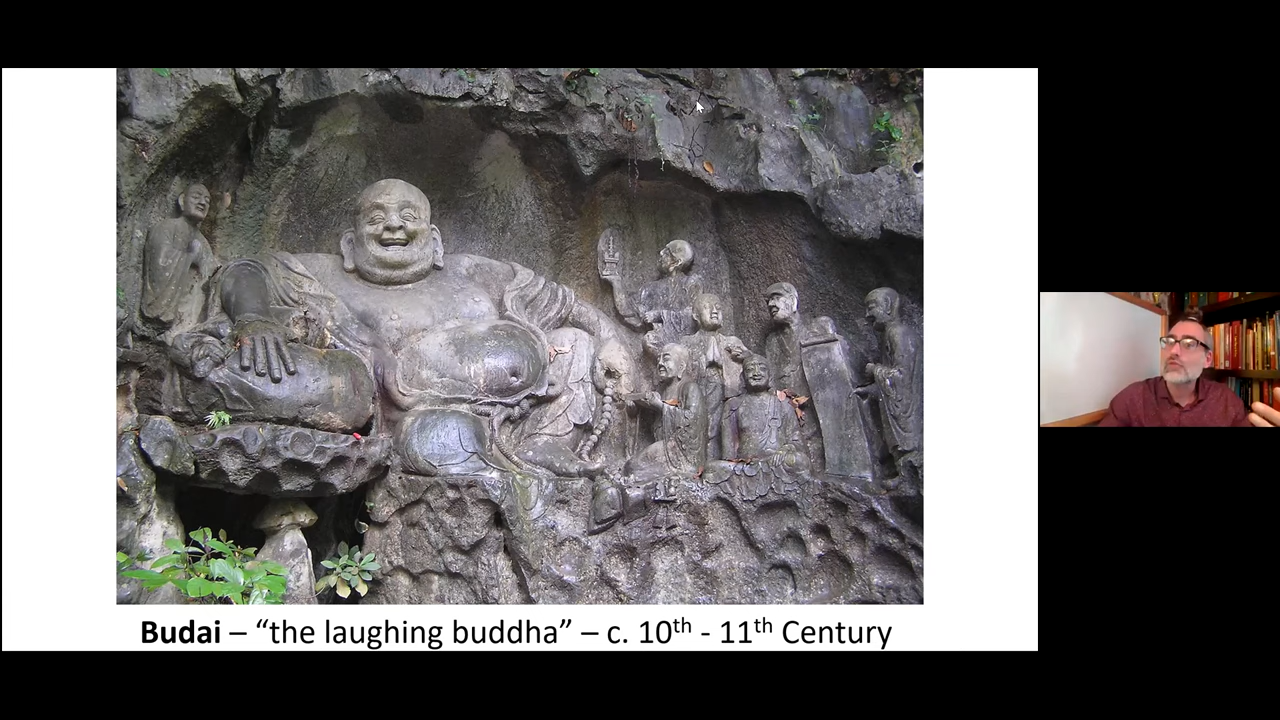 Budai – “the laughing buddha” – c. 10th - 11th Century